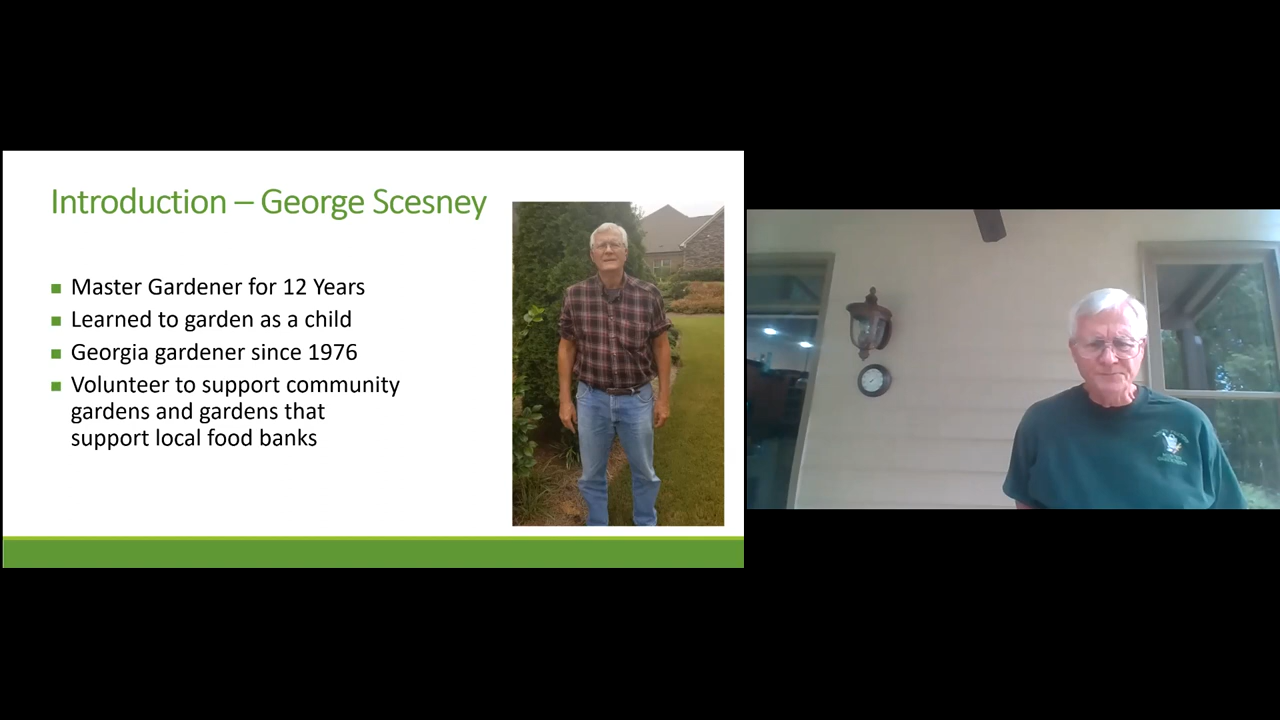 Introduction – George Scesney
Master Gardener for 12 Years
Learned to garden as a child
Georgia gardener since 1976
Volunteer to support community
gardens and gardens that
support local food banks